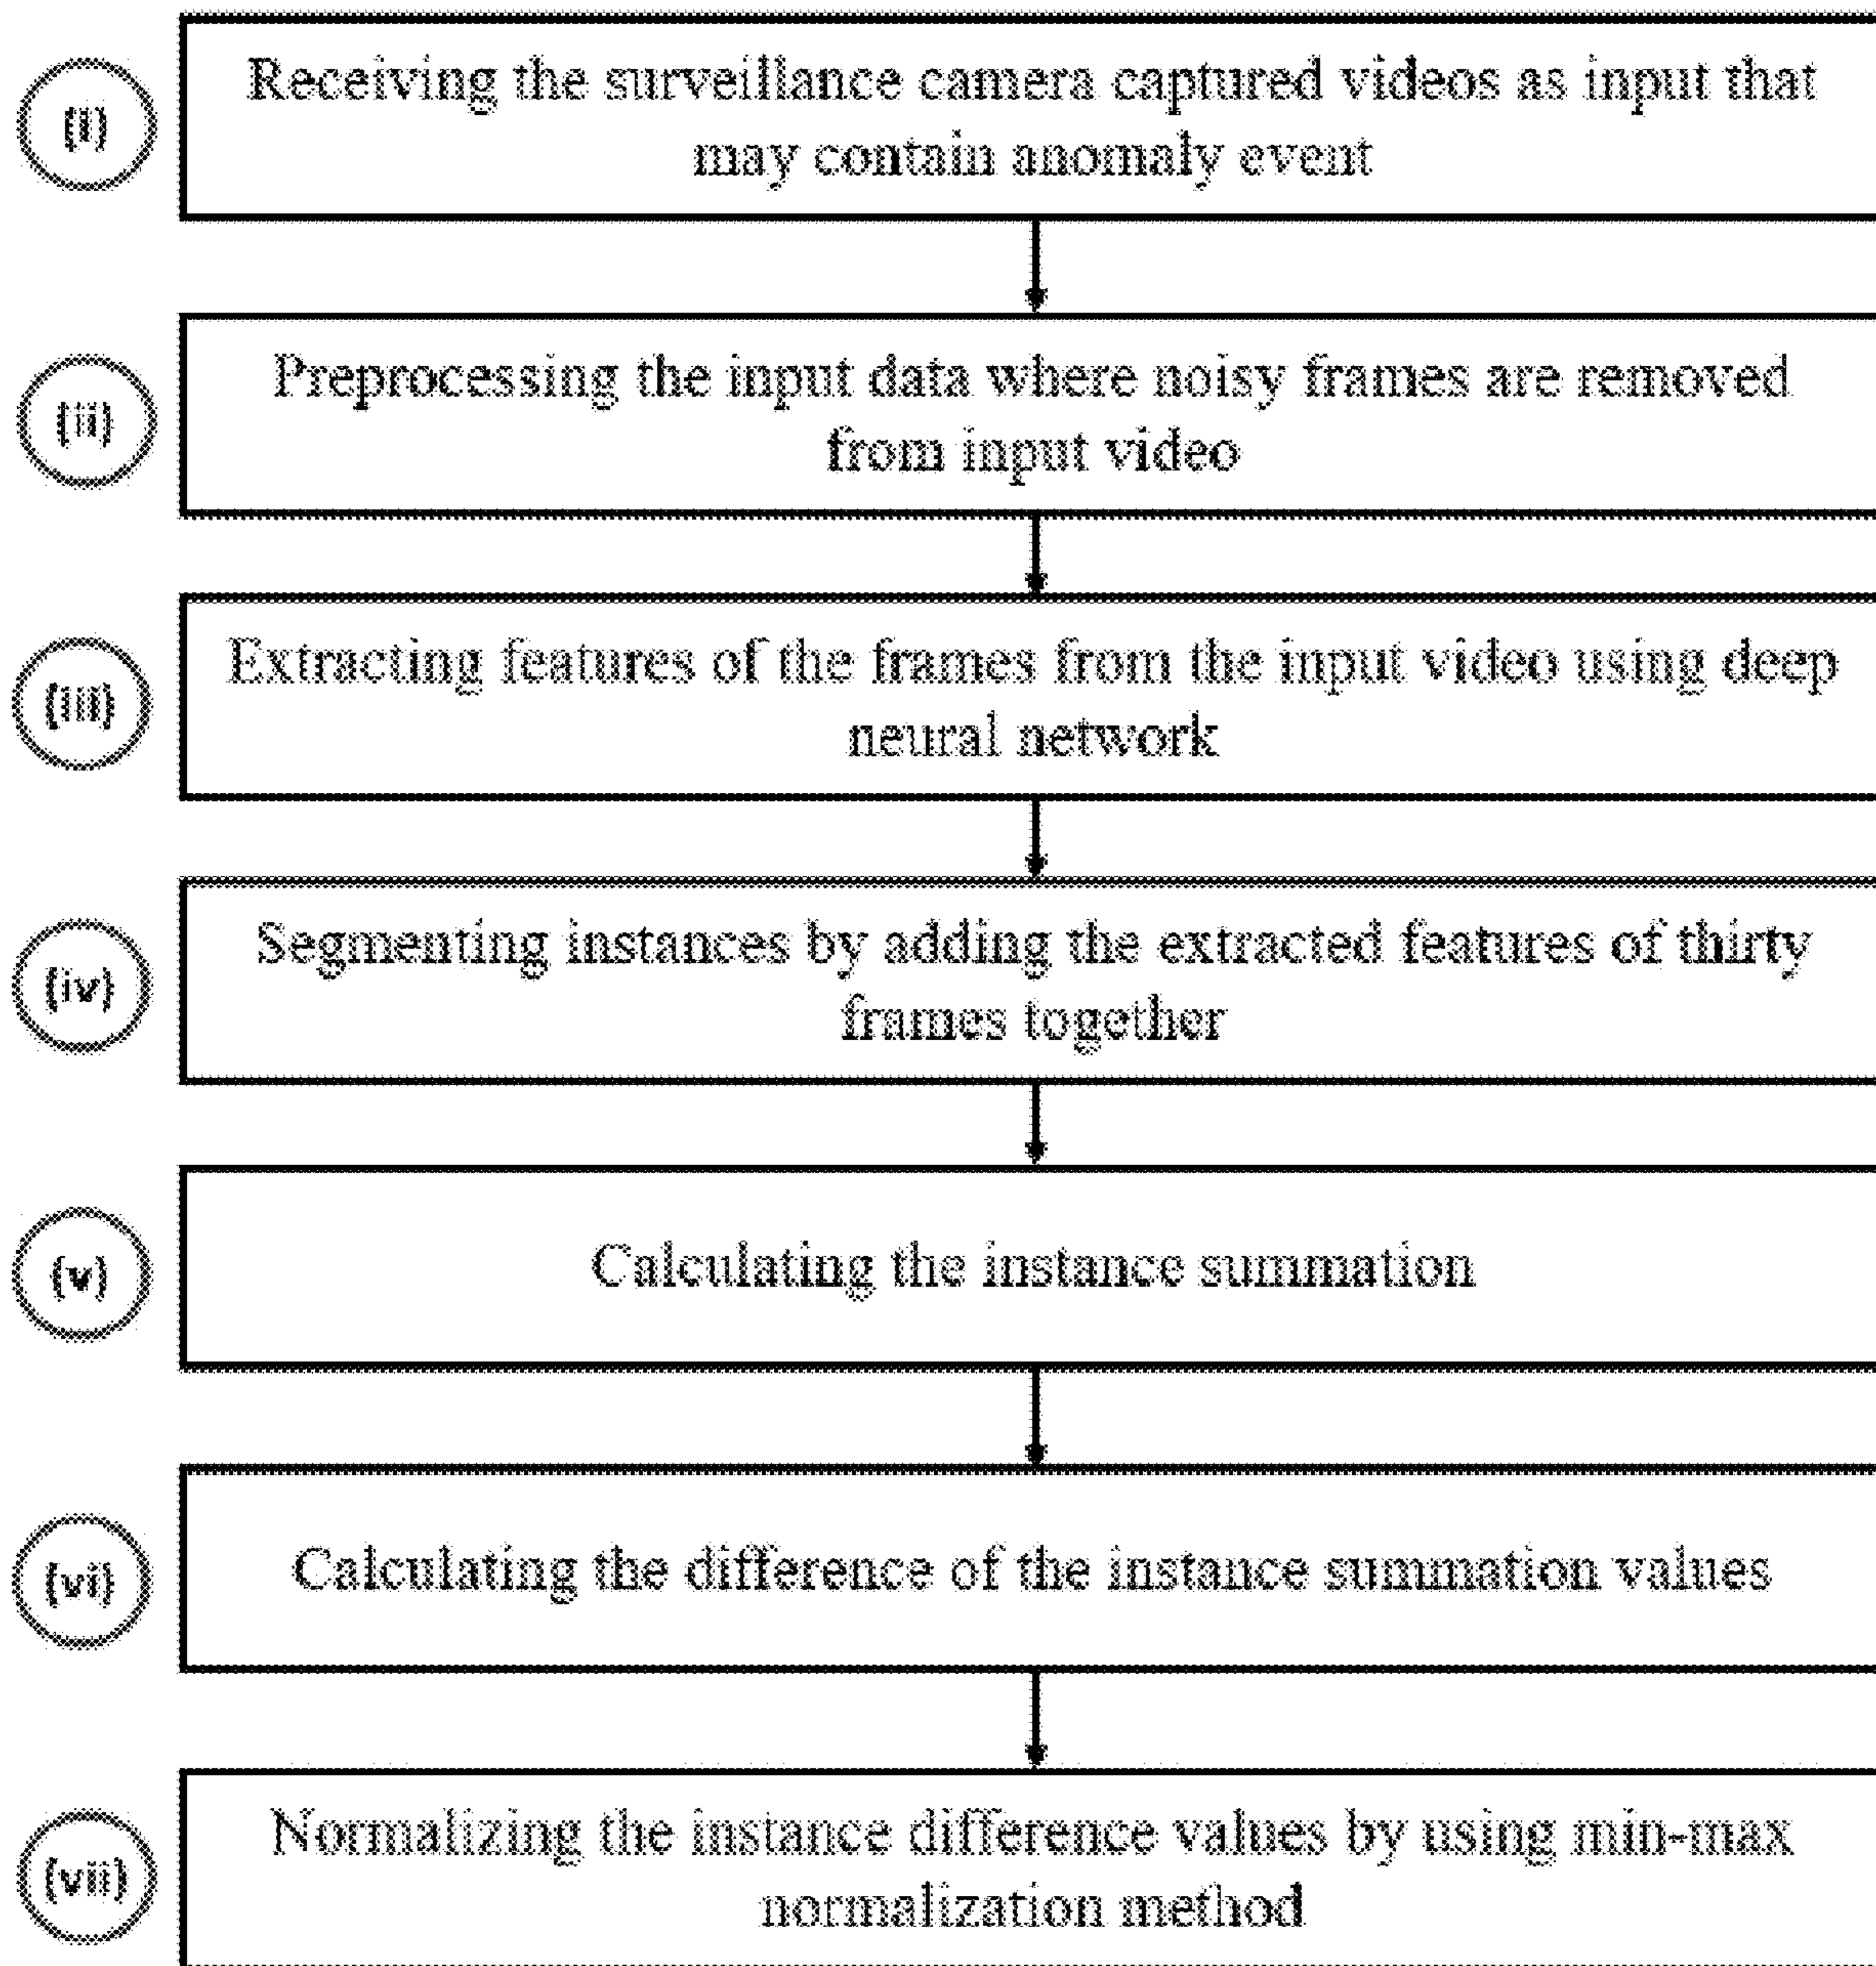 (i)
Receiving the surveillance camera captured videos as input that
may contain anomaly event
(ii)
Preprocessing the input data where noisy frames are removed
from input video
(iii)
Extracting features of the frames from the input video using deep
neural network
(iv)
Segmenting instances by adding the extracted features of thirty
frames together
(v)
Calculating the instance summation
(vi)
Calculating the difference of the instance summation values
(vii)
Normalizing the instance difference values by using min-max
normalization method